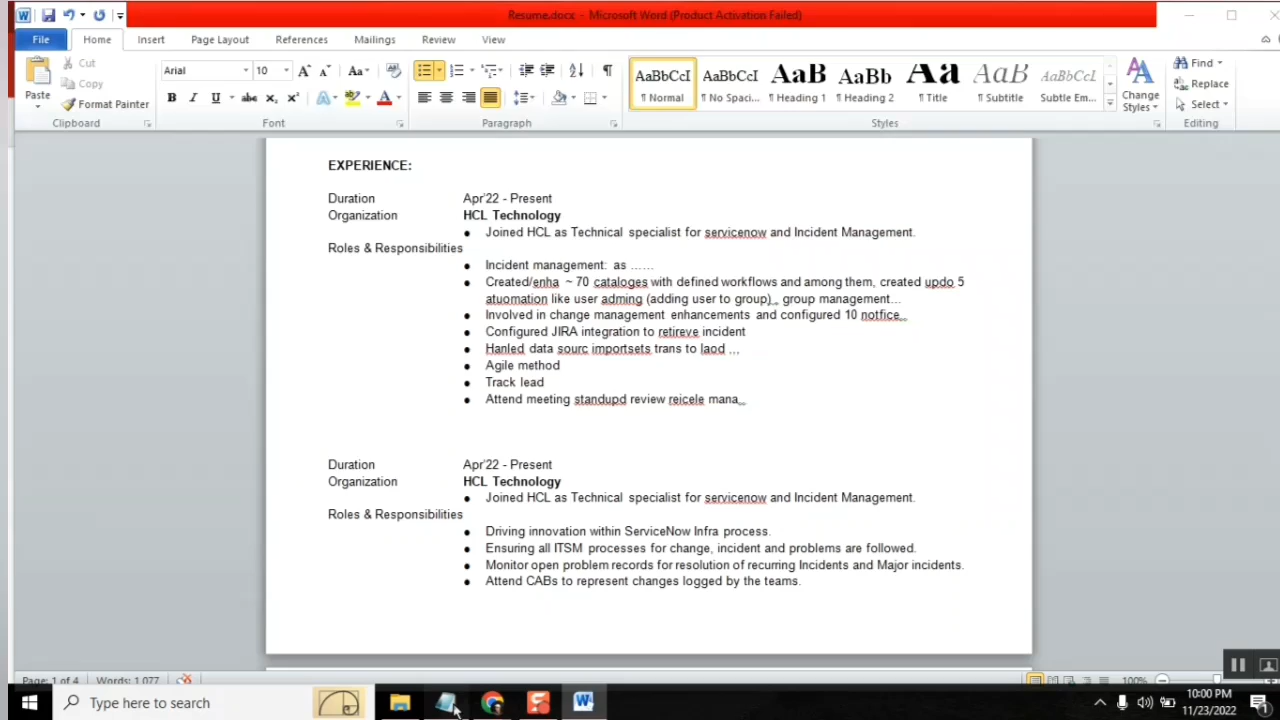 Resume.docx - Microsoft Word (Product Activation Failed)
File Home Insert Page Layout References Mailings Review View
Paste
Cut
Copy
Format Painter
Clipboard
Arial 10
Font
Paragraph
AaBbCcI AaBbCcI AaB AaBb AaB AaB AaBbCcI
¶ Normal ¶ No Spaci... ¶ Heading 1 ¶ Heading 2 ¶ Title ¶ Subtitle Subtle Em...
Styles
Change
Styles
Find
Replace
Select
Editing
EXPERIENCE:
Duration Apr'22 - Present
Organization HCL Technology
● Joined HCL as Technical specialist for servicenow and Incident Management.
Roles & Responsibilities
● Incident management: as ......
● Created/enha ~ 70 cataloges with defined workflows and among them, created updo 5
atuomation like user adming (adding user to group),, group management...
● Involved in change management enhancements and configured 10 notfice,,
● Configured JIRA integration to retireve incident
● Hanled data sourc importsets trans to laod ,,,
● Agile method
● Track lead
● Attend meeting standupd review reicele mana,,
Duration Apr'22 - Present
Organization HCL Technology
● Joined HCL as Technical specialist for servicenow and Incident Management.
Roles & Responsibilities
● Driving innovation within ServiceNow Infra process.
● Ensuring all ITSM processes for change, incident and problems are followed.
● Monitor open problem records for resolution of recurring Incidents and Major incidents.
● Attend CABs to represent changes logged by the teams.
Page: 1 of 4 Words: 1,077 100%
Type here to search
10:00 PM
11/23/2022